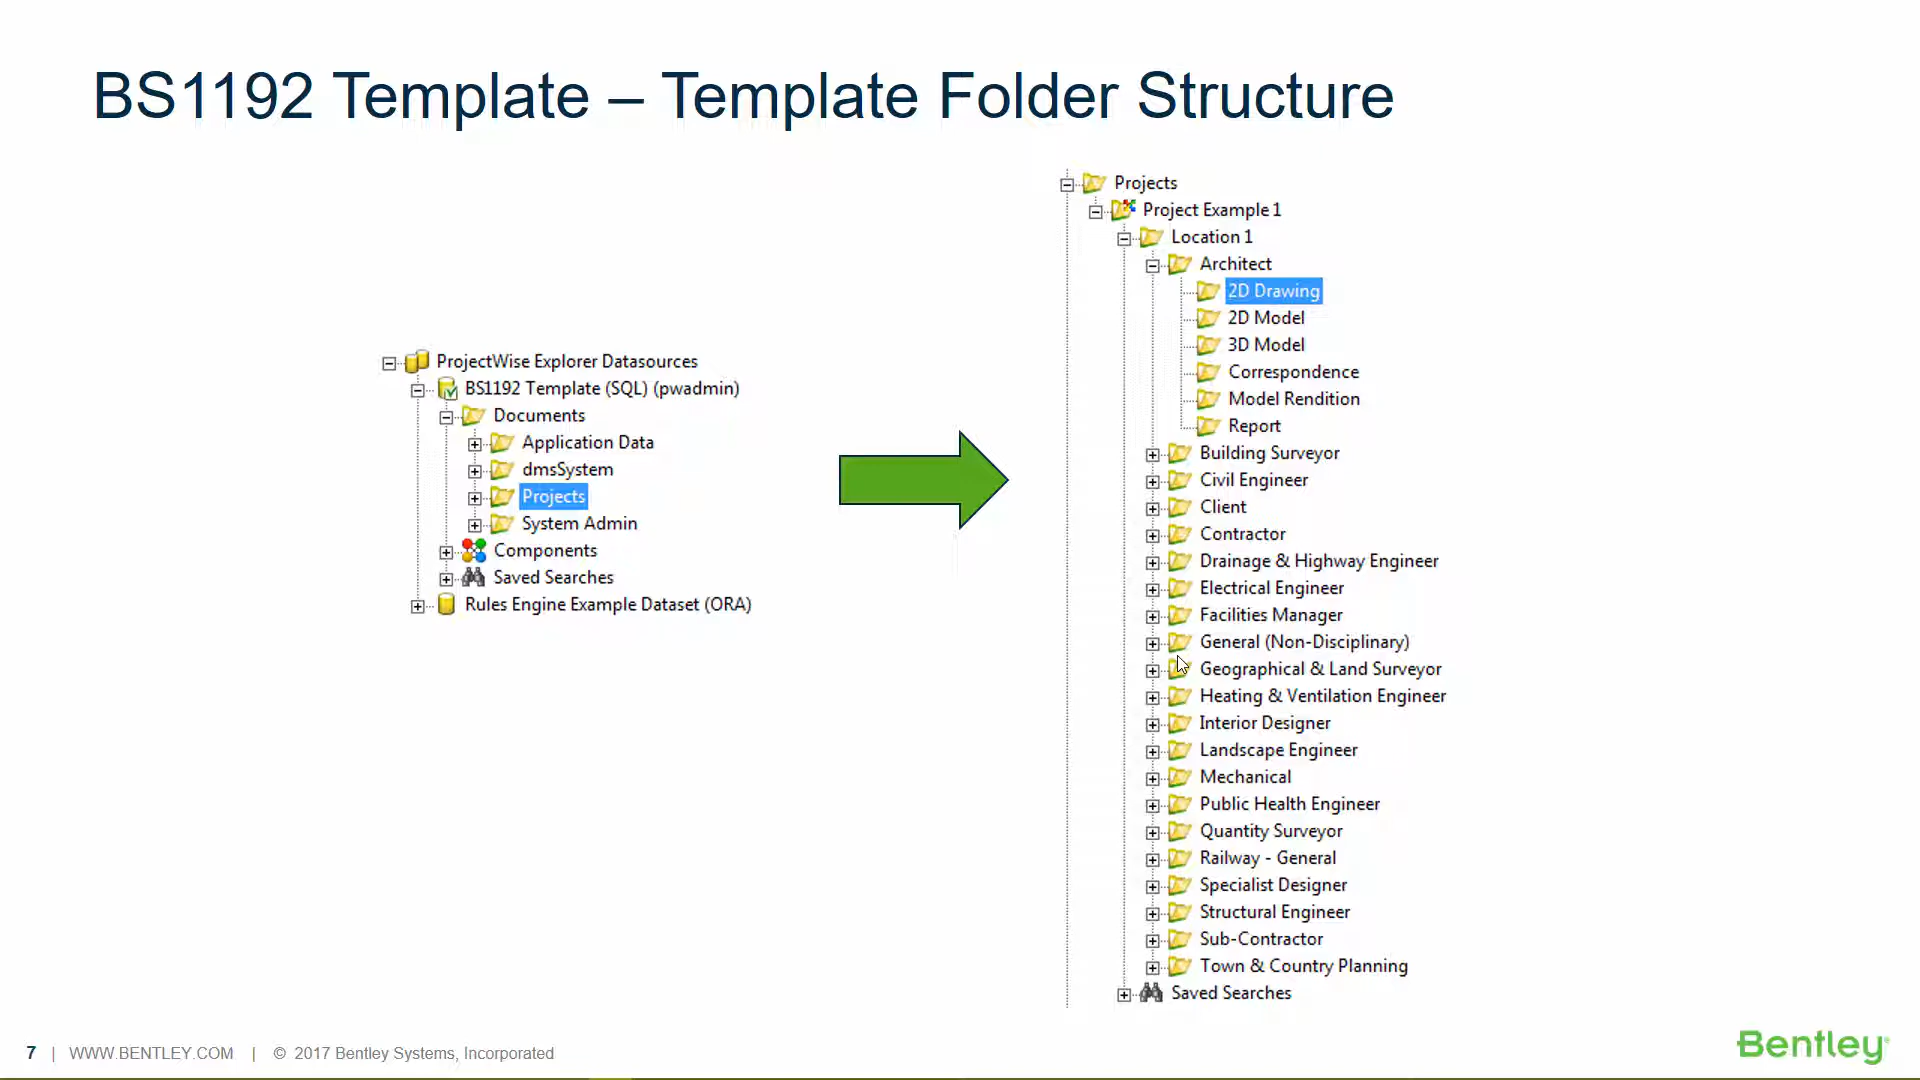 BS1192 Template – Template Folder Structure
ProjectWise Explorer Datasources
BS1192 Template (SQL) (pwadmin)
Documents
Application Data
dmsSystem
Projects
System Admin
Components
Saved Searches
Rules Engine Example Dataset (ORA)
Projects
Project Example 1
Location 1
Architect
2D Drawing
2D Model
3D Model
Correspondence
Model Rendition
Report
Building Surveyor
Civil Engineer
Client
Contractor
Drainage & Highway Engineer
Electrical Engineer
Facilities Manager
General (Non-Disciplinary)
Geographical & Land Surveyor
Heating & Ventilation Engineer
Interior Designer
Landscape Engineer
Mechanical
Public Health Engineer
Quantity Surveyor
Railway - General
Specialist Designer
Structural Engineer
Sub-Contractor
Town & Country Planning
Saved Searches
7 | WWW.BENTLEY.COM | © 2017 Bentley Systems, Incorporated
Bentley